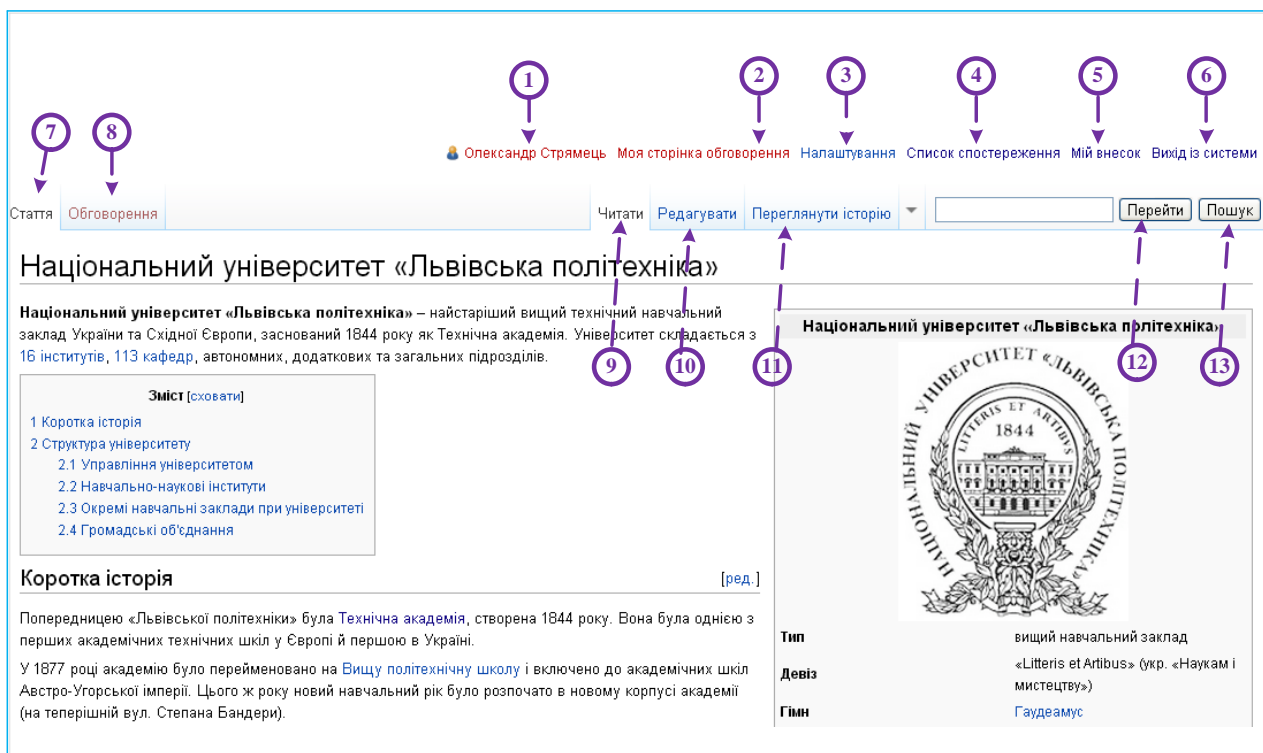 1 2 3 4 5 6
7 8
Олександр Стрямець Моя сторінка обговорення Налаштування Список спостереження Мій внесок Вихід із системи
Стаття Обговорення Читати Редагувати Переглянути історію Перейти Пошук
Національний університет «Львівська політехніка»
Національний університет «Львівська політехніка» – найстаріший вищий технічний навчальний
заклад України та Східної Європи, заснований 1844 року як Технічна академія. Університет складається з
16 інститутів, 113 кафедр, автономних, додаткових та загальних підрозділів.
9 10 11 12 13
Зміст [сховати]
1 Коротка історія
2 Структура університету
2.1 Управління університетом
2.2 Навчально-наукові інститути
2.3 Окремі навчальні заклади при університеті
2.4 Громадські об'єднання
Коротка історія [ред.]
Попередницею «Львівської політехніки» була Технічна академія, створена 1844 року. Вона була однією з
перших академічних технічних шкіл у Європі й першою в Україні.
У 1877 році академію було перейменовано на Вищу політехнічну школу і включено до академічних шкіл
Австро-Угорської імперії. Цього ж року новий навчальний рік було розпочато в новому корпусі академії
(на теперішній вул. Степана Бандери).
Національний університет «Львівська політехніка»
НАЦІОНАЛЬНИЙ УНІВЕРСИТЕТ «ЛЬВІВСЬКА ПОЛІТЕХНІКА»
LITTERIS ET ARTIBUS
1844
Тип вищий навчальний заклад
Девіз «Litteris et Artibus» (укр. «Наукам і
мистецтву»)
Гімн Гаудеамус